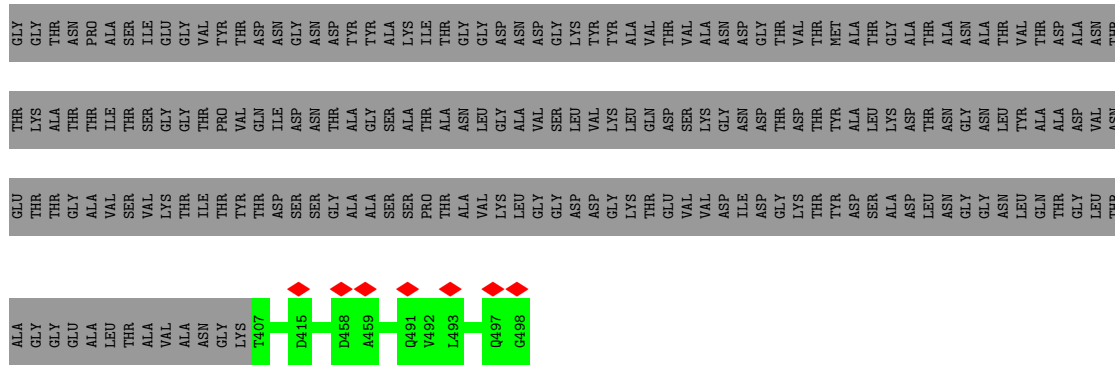 GLY GLY THR ASN PRO ALA SER ILE GLU GLY VAL TYR THR ASP ASN GLY ASN ASP TYR TYR ALA LYS ILE THR GLY GLY ASP ASN ASP GLY LYS TYR TYR ALA VAL THR VAL ALA ASN ASP GLY THR VAL THR MET ALA THR GLY ALA THR ALA ASN ALA THR VAL THR ASP ALA ASN THR
THR LYS ALA THR THR ILE THR SER GLY GLY THR PRO VAL GLN ILE ASP ASN THR ALA GLY SER ALA THR ALA ASN LEU GLY ALA VAL SER LEU VAL LYS LEU GLN ASP SER LYS GLY ASN ASP THR ASP THR TYR ALA LEU LYS ASP THR ASN GLY ASN LEU TYR ALA ALA ASP VAL ASN
GLU THR THR GLY ALA VAL SER VAL LYS THR ILE THR TYR THR ASP SER SER GLY ALA ALA SER SER PRO THR ALA VAL LYS LEU GLY GLY ASP ASP GLY LYS THR GLU VAL VAL ASP ILE ASP GLY LYS THR TYR ASP SER ALA ASP LEU ASN GLY GLY ASN LEU GLN THR GLY LEU THR
ALA GLY GLY GLU ALA LEU THR ALA VAL ALA ASN GLY LYS T407 D415 D458 A459 Q491 V492 L493 Q497 G498